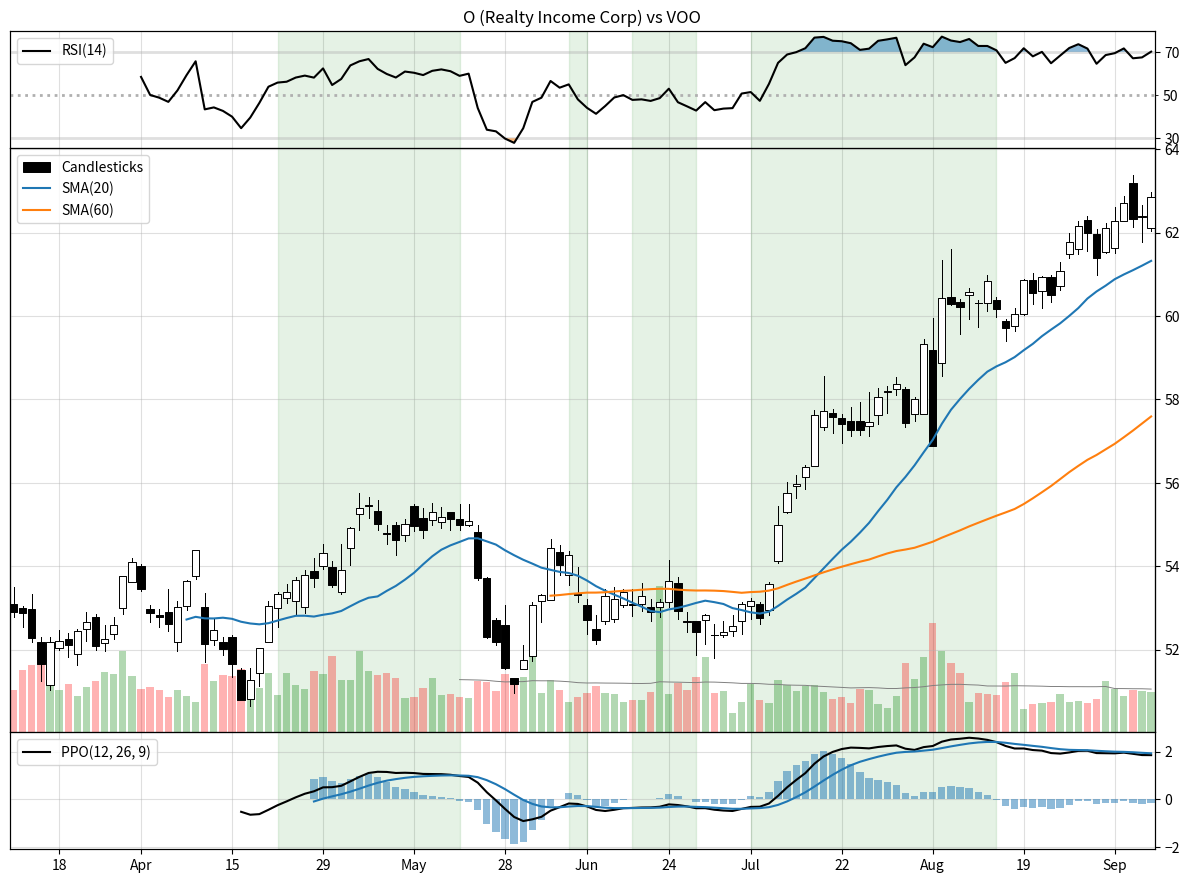 O (Realty Income Corp) vs VOO
RSI(14)
70
50
30
64
Candlesticks
SMA(20)
SMA(60)
62
60
58
56
54
52
PPO(12, 26, 9)
2
0
−2
18 Apr 15 29 May 28 Jun 24 Jul 22 Aug 19 Sep